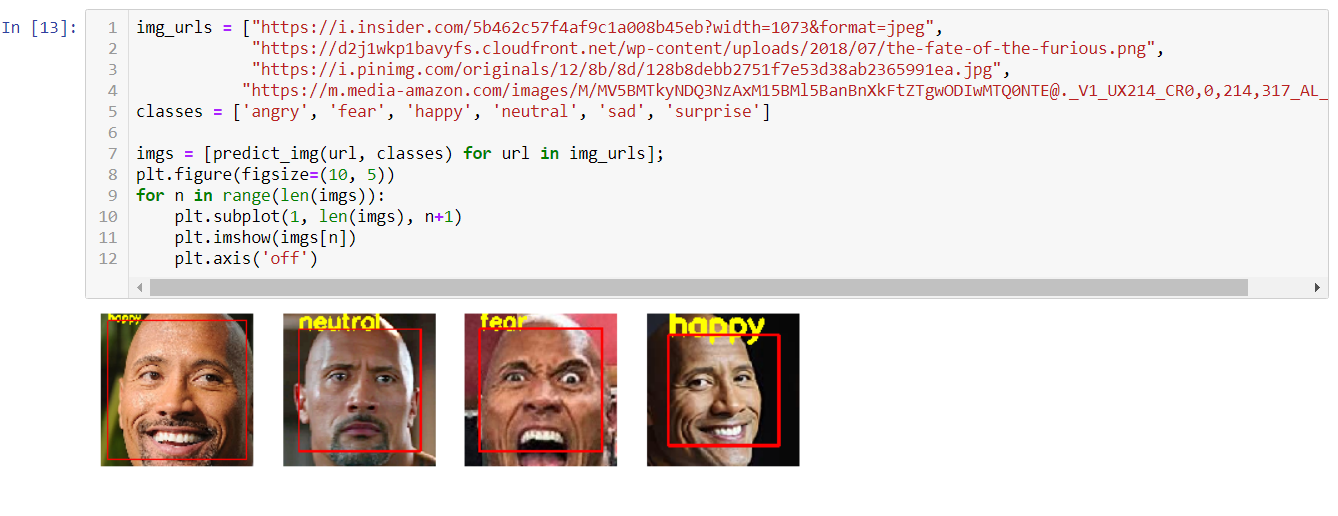 In [13]:
1 img_urls = ["https://i.insider.com/5b462c57f4af9c1a008b45eb?width=1073&format=jpeg",
2 "https://d2j1wkp1bavyfs.cloudfront.net/wp-content/uploads/2018/07/the-fate-of-the-furious.png",
3 "https://i.pinimg.com/originals/12/8b/8d/128b8debb2751f7e53d38ab2365991ea.jpg",
4 "https://m.media-amazon.com/images/M/MV5BMTkyNDQ3NzAxM15BMl5BanBnXkFtZTgwODIwMTQ0NTE@._V1_UX214_CR0,0,214,317_AL_
5 classes = ['angry', 'fear', 'happy', 'neutral', 'sad', 'surprise']
6
7 imgs = [predict_img(url, classes) for url in img_urls];
8 plt.figure(figsize=(10, 5))
9 for n in range(len(imgs)):
10     plt.subplot(1, len(imgs), n+1)
11     plt.imshow(imgs[n])
12     plt.axis('off')
happy neutral fear happy